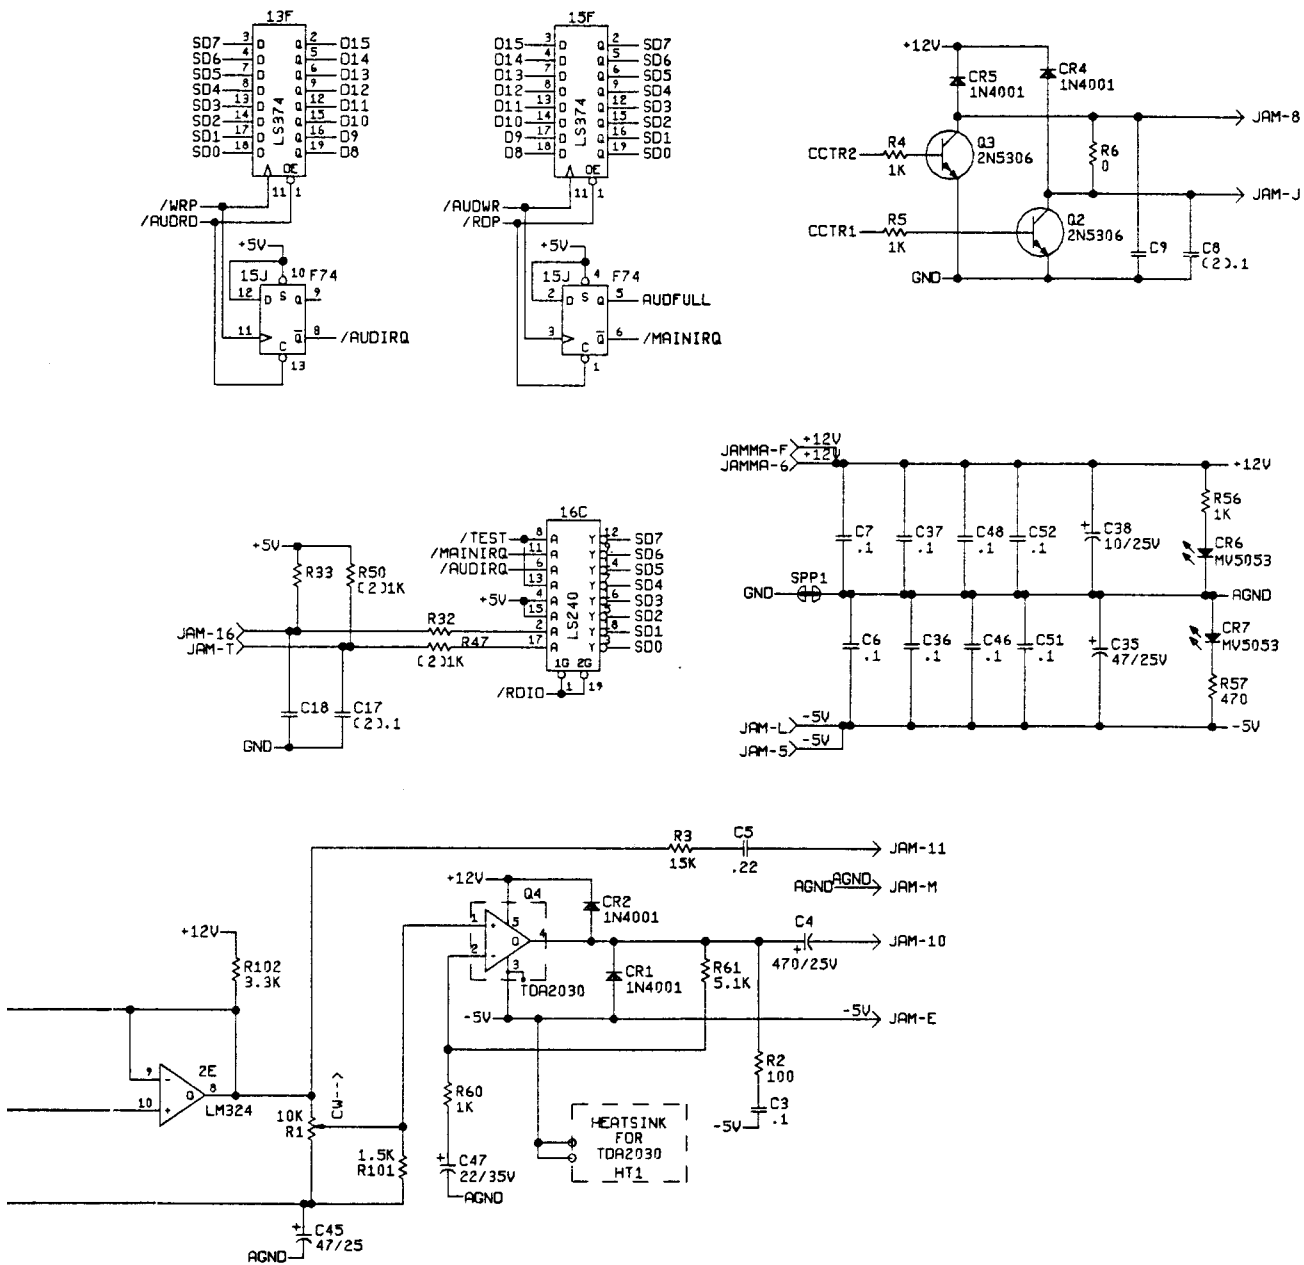 13F
SD7 3 D Q 2 D15
SD6 4 D Q 5 D14
SD5 7 D Q 6 D13
SD4 8 D Q 9 D12
SD3 13 D Q 12 D11
SD2 14 D Q 15 D10
SD1 17 D Q 16 D9
SD0 18 D Q 19 D8
LS374
OE
11 1
/WRP
/AUDRD
+5V
15J 10 F74
12 D S Q 9
11 Q 8 /AUDIRQ
C
13
15F
D15 3 D Q 2 SD7
D14 4 D Q 5 SD6
D13 7 D Q 6 SD5
D12 8 D Q 9 SD4
D11 13 D Q 12 SD3
D10 14 D Q 15 SD2
D9 17 D Q 16 SD1
D8 18 D Q 19 SD0
LS374
OE
11 1
/AUDWR
/RDP
+5V
15J 4 F74
2 D S Q 5 AUDFULL
3 Q 6 /MAINIRQ
C
1
+12V
CR5
1N4001
CR4
1N4001
JAM-8
CCTR2
R4
1K
Q3
2N5306
R6
0
JAM-J
CCTR1
R5
1K
Q2
2N5306
C9
C8
(2).1
GND
JAMMA-F +12V
JAMMA-6 +12V
+12V
R56
1K
C7
.1
C37
.1
C48
.1
C52
.1
+ C38
10/25V
CR6
MV5053
GND
SPP1
AGND
C6
.1
C36
.1
C46
.1
C51
.1
+ C35
47/25V
CR7
MV5053
R57
470
JAM-L -5V
JAM-5 -5V
-5V
16C
/TEST 8 A Y 12 SD7
/MAINIRQ 11 A Y SD6
/AUDIRQ 6 A Y SD5
13 A Y SD4
+5V 4 A Y SD3
15 A Y SD2
2 A Y SD1
17 A Y SD0
LS240
1G 2G
/RDIO 1 19
+5V
R33
R50
(2)1K
JAM-16
JAM-T
R32
R47
(2)1K
C18
C17
(2).1
GND
R3
15K
C5
.22
JAM-11
AGND AGND JAM-M
+12V
Q4
CR2
1N4001
1 +
5
Q 4
2 -
3
TDA2030
C4
+
470/25V
JAM-10
CR1
1N4001
R61
5.1K
-5V
-5V JAM-E
+12V
R102
3.3K
9 -
10 +
2E
Q 8
LM324
CW-->
10K
R1
1.5K
R101
R60
1K
+ C47
22/35V
AGND
HEATSINK
FOR
TDA2030
HT1
R2
100
C3
.1
-5V
+ C45
47/25
AGND